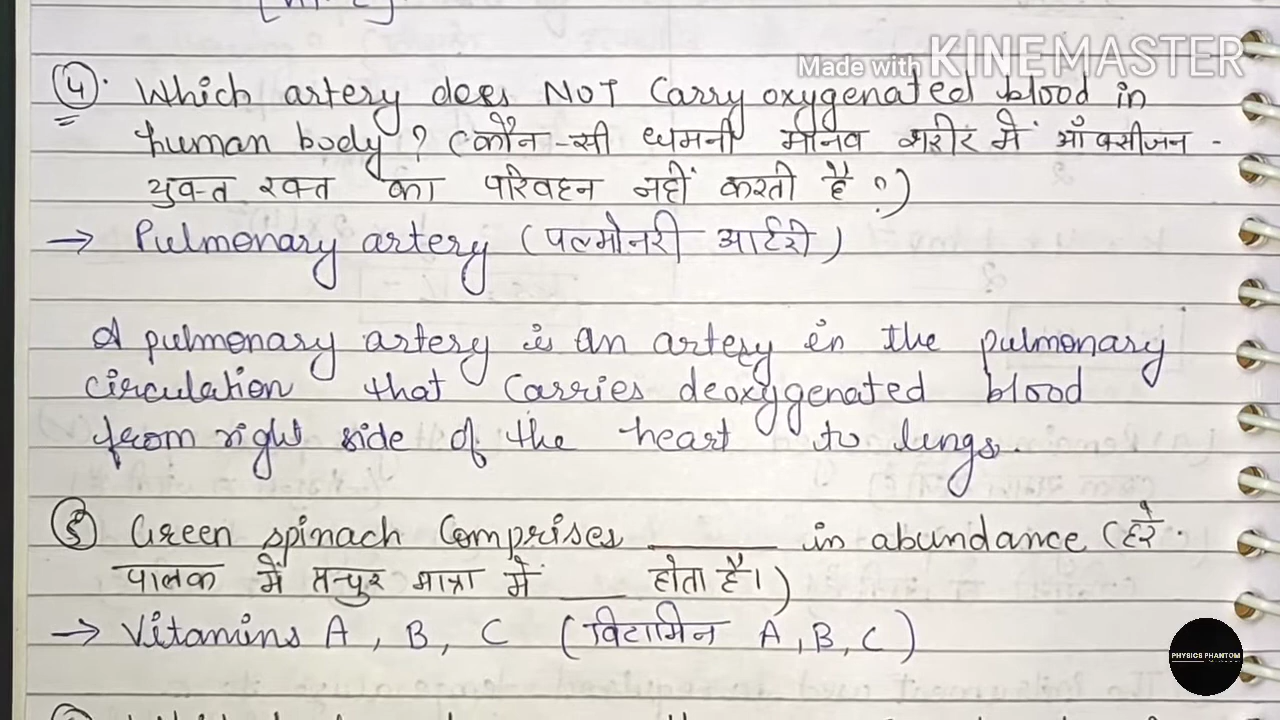 Made with KINEMASTER
④. Which artery does NOT carry oxygenated blood in
human body? (कौन-सी धमनी मानव शरीर में ऑक्सीजन-
युक्त रक्त का परिवहन नहीं करती है?)
→ Pulmonary artery (पल्मोनरी आर्टरी)
A pulmonary artery is an artery in the pulmonary
circulation that carries deoxygenated blood
from right side of the heart to lungs.
⑤ Green spinach comprises ____ in abundance (हरे
पालक में प्रचुर मात्रा में ___ होता है।)
→ Vitamins A, B, C (विटामिन A, B, C)
PHYSICS PHANTOM